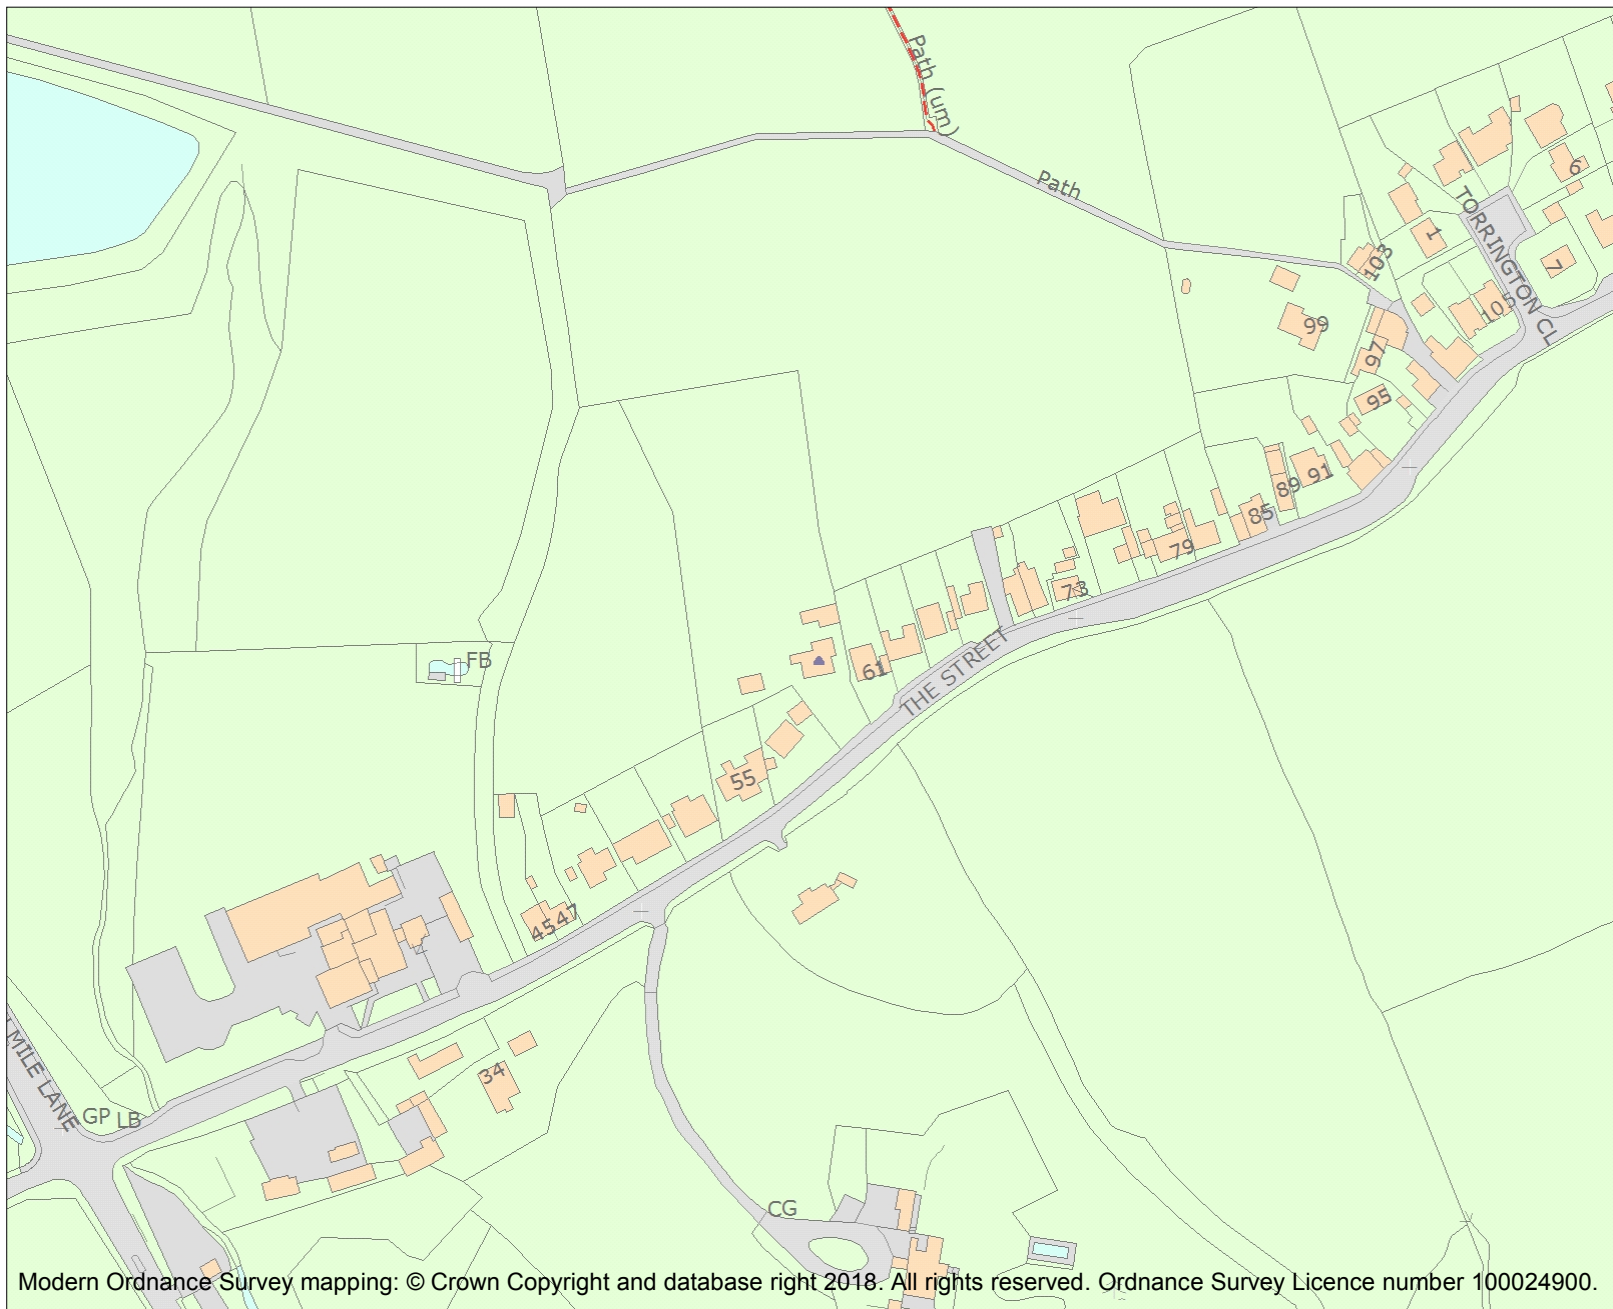 Path (um)
Path
6
TORRINGTON CL
1
7
103
105
99
97
95
91
89
85
79
73
THE STREET
61
FB
55
4547
34
MILE LANE
GP LB
CG
Modern Ordnance Survey mapping: © Crown Copyright and database right 2018. All rights reserved. Ordnance Survey Licence number 100024900.